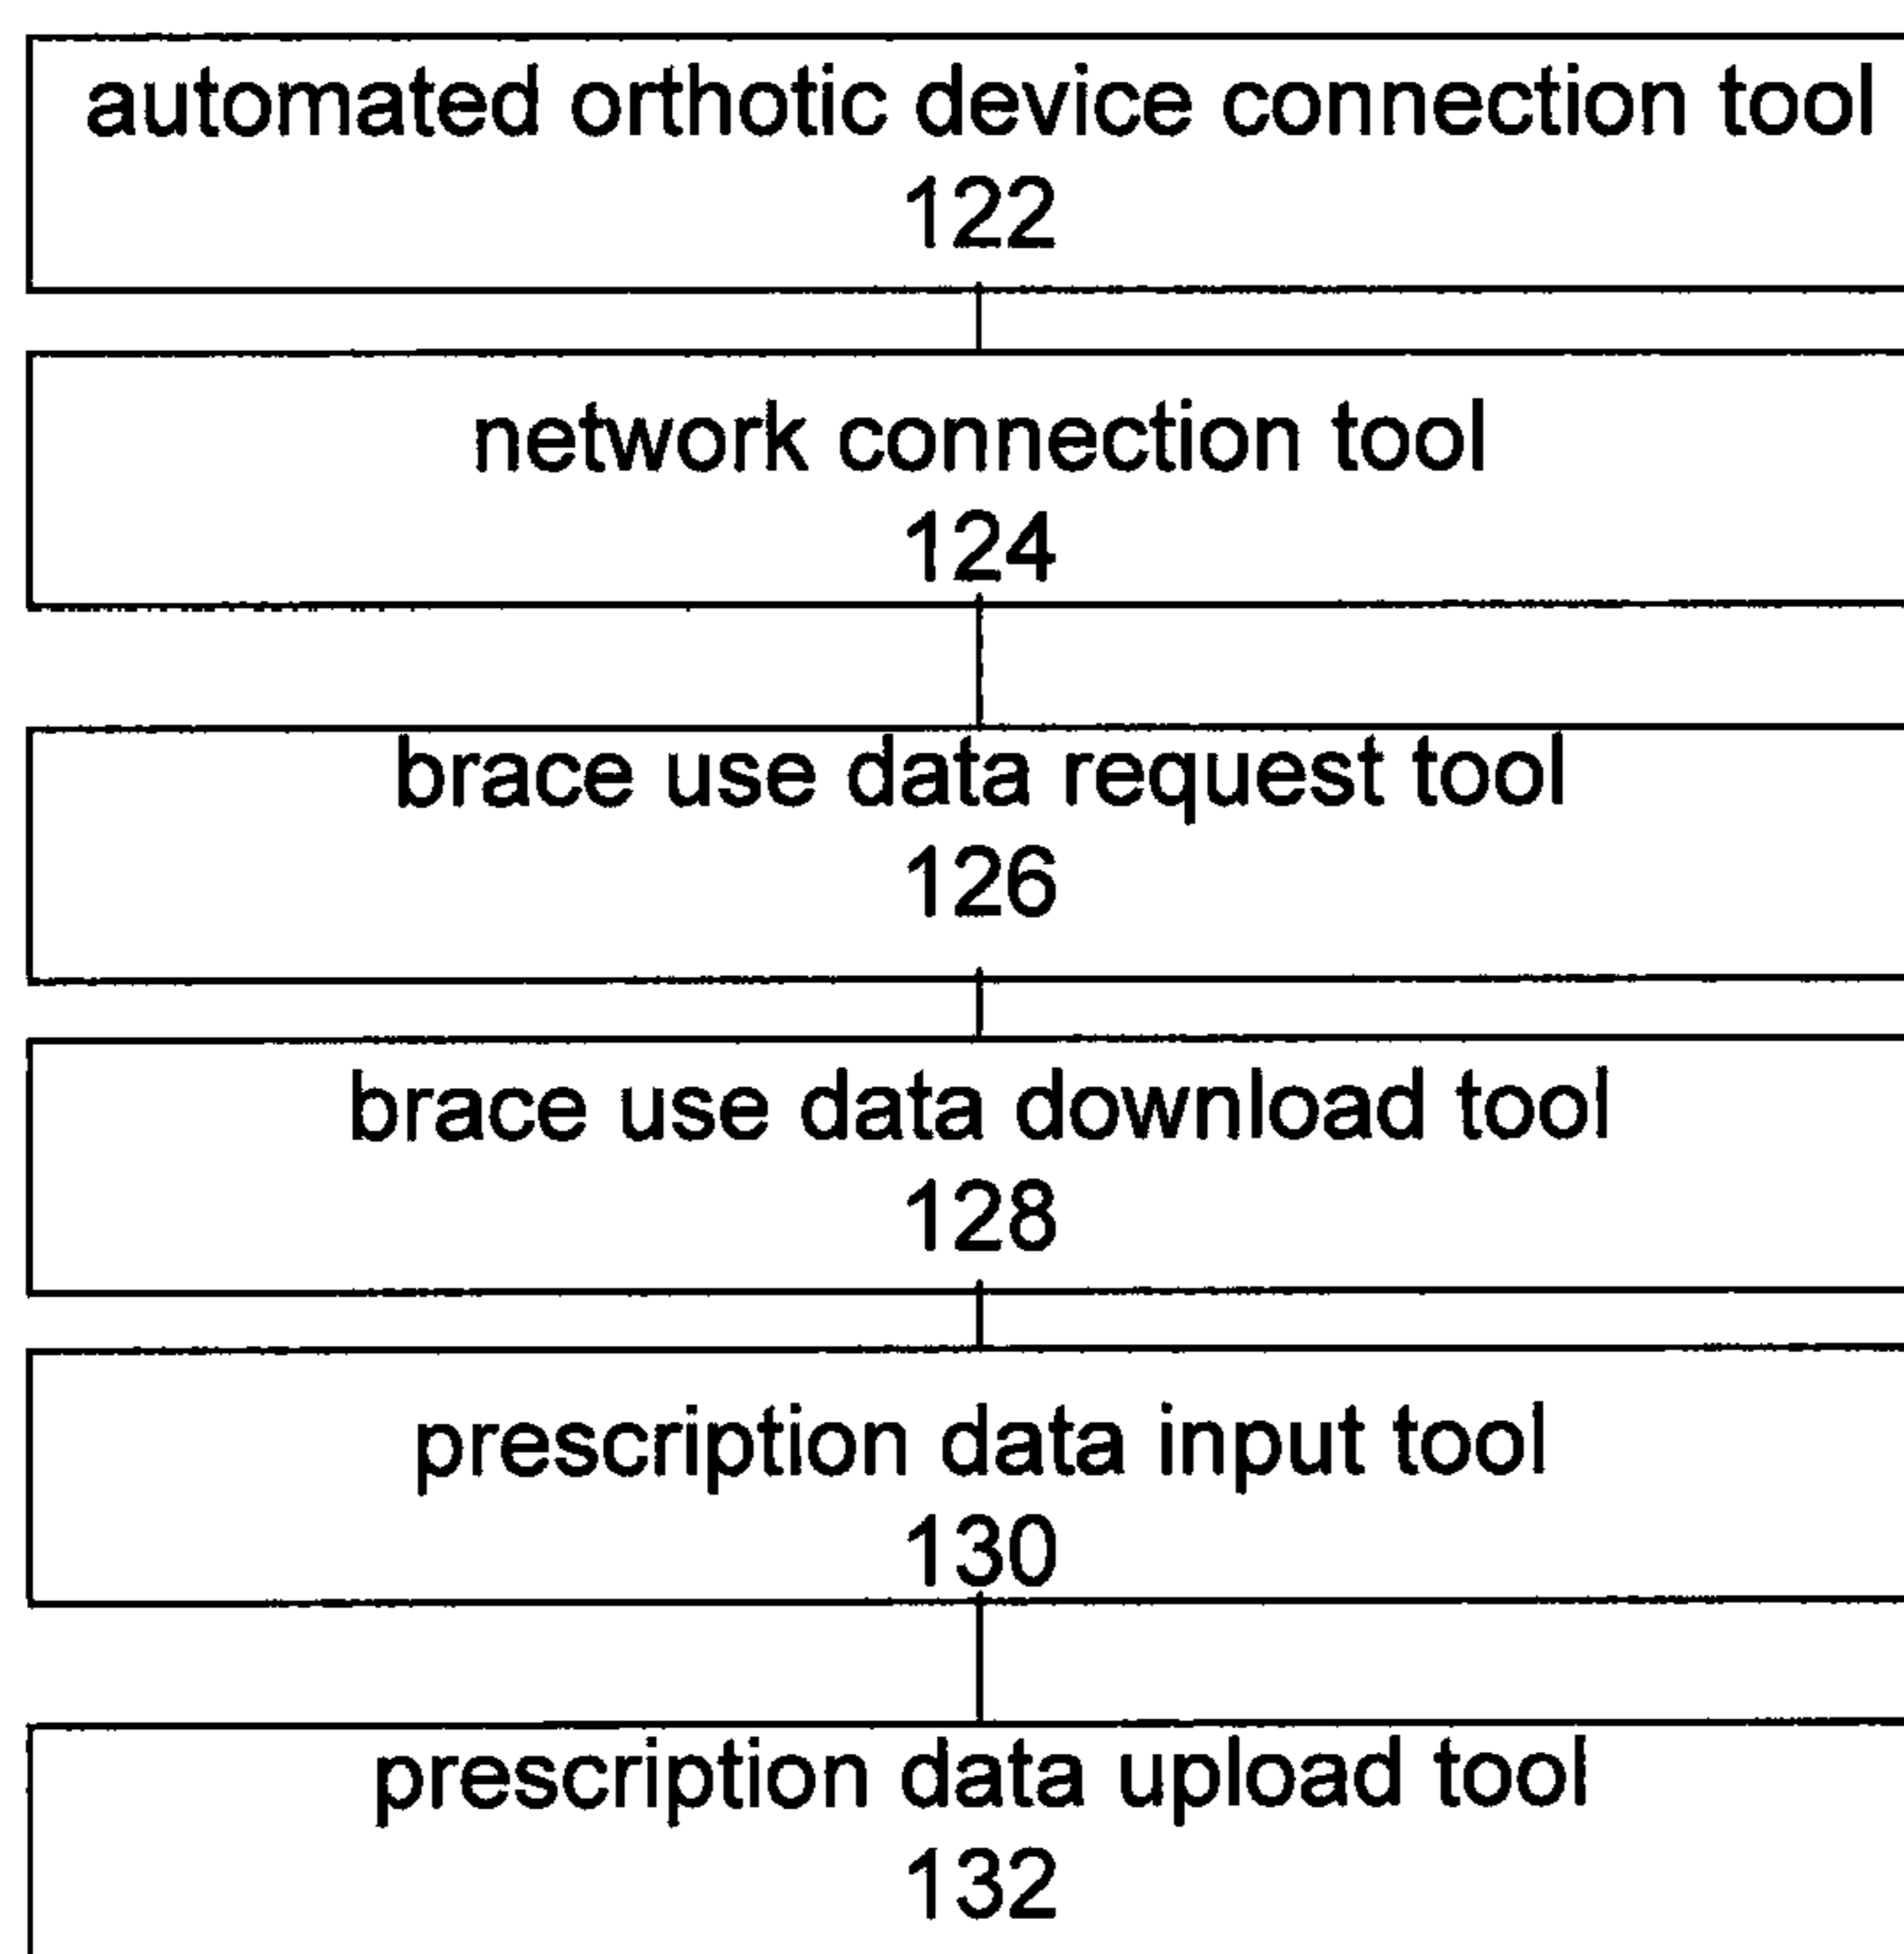 automated orthotic device connection tool
122
network connection tool
124
brace use data request tool
126
brace use data download tool
128
prescription data input tool
130
prescription data upload tool
132